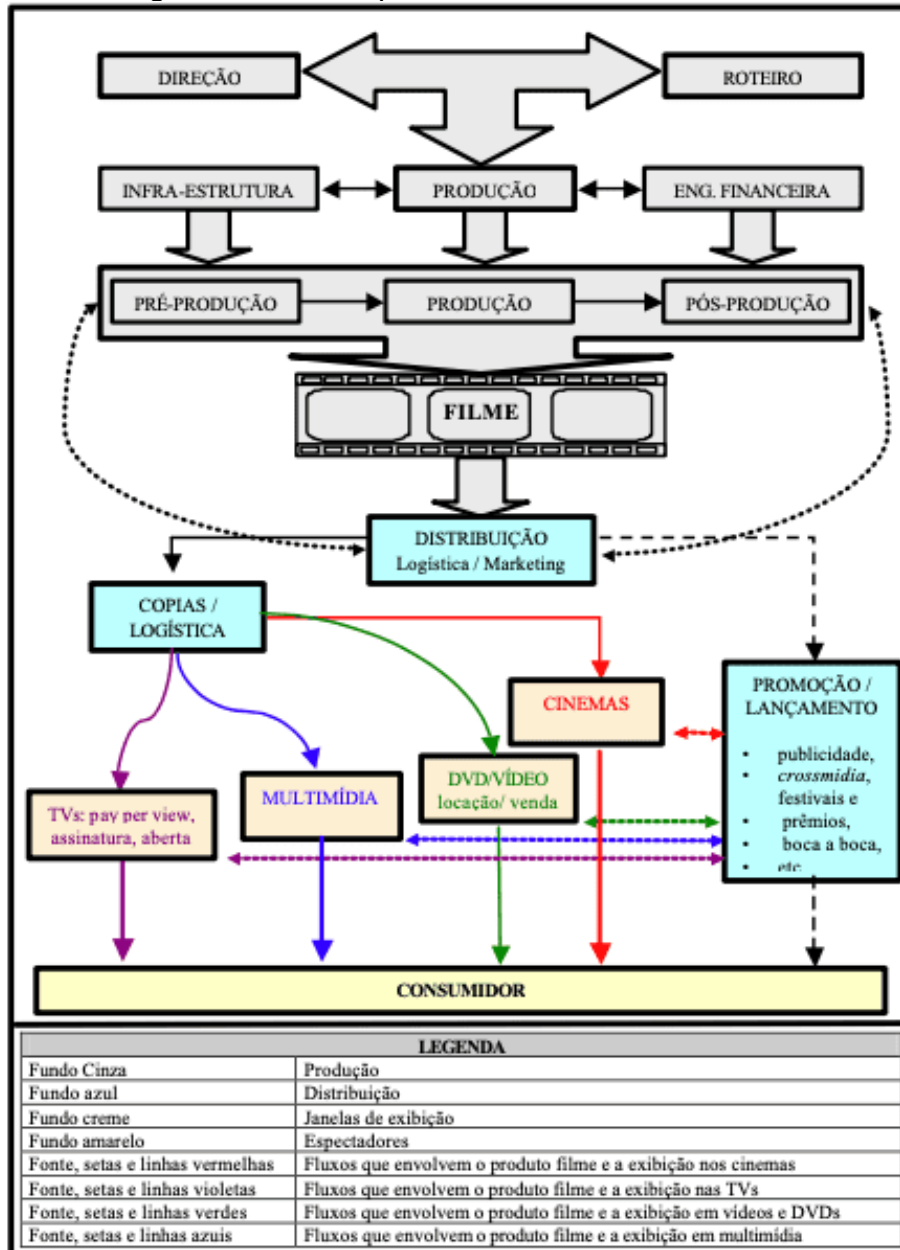 DIREÇÃO
ROTEIRO
INFRA-ESTRUTURA
PRODUÇÃO
ENG. FINANCEIRA
PRÉ-PRODUÇÃO
PRODUÇÃO
PÓS-PRODUÇÃO
FILME
DISTRIBUIÇÃO
Logística / Marketing
COPIAS /
LOGÍSTICA
CINEMAS
PROMOÇÃO /
LANÇAMENTO
• publicidade,
• crossmidia,
festivais e
• prêmios,
• boca a boca,
• etc
DVD/VÍDEO
locação/ venda
MULTIMÍDIA
TVs: pay per view,
assinatura, aberta
CONSUMIDOR
LEGENDA
Fundo Cinza Produção
Fundo azul Distribuição
Fundo creme Janelas de exibição
Fundo amarelo Espectadores
Fonte, setas e linhas vermelhas Fluxos que envolvem o produto filme e a exibição nos cinemas
Fonte, setas e linhas violetas Fluxos que envolvem o produto filme e a exibição nas TVs
Fonte, setas e linhas verdes Fluxos que envolvem o produto filme e a exibição em vídeos e DVDs
Fonte, setas e linhas azuis Fluxos que envolvem o produto filme e a exibição em multimídia